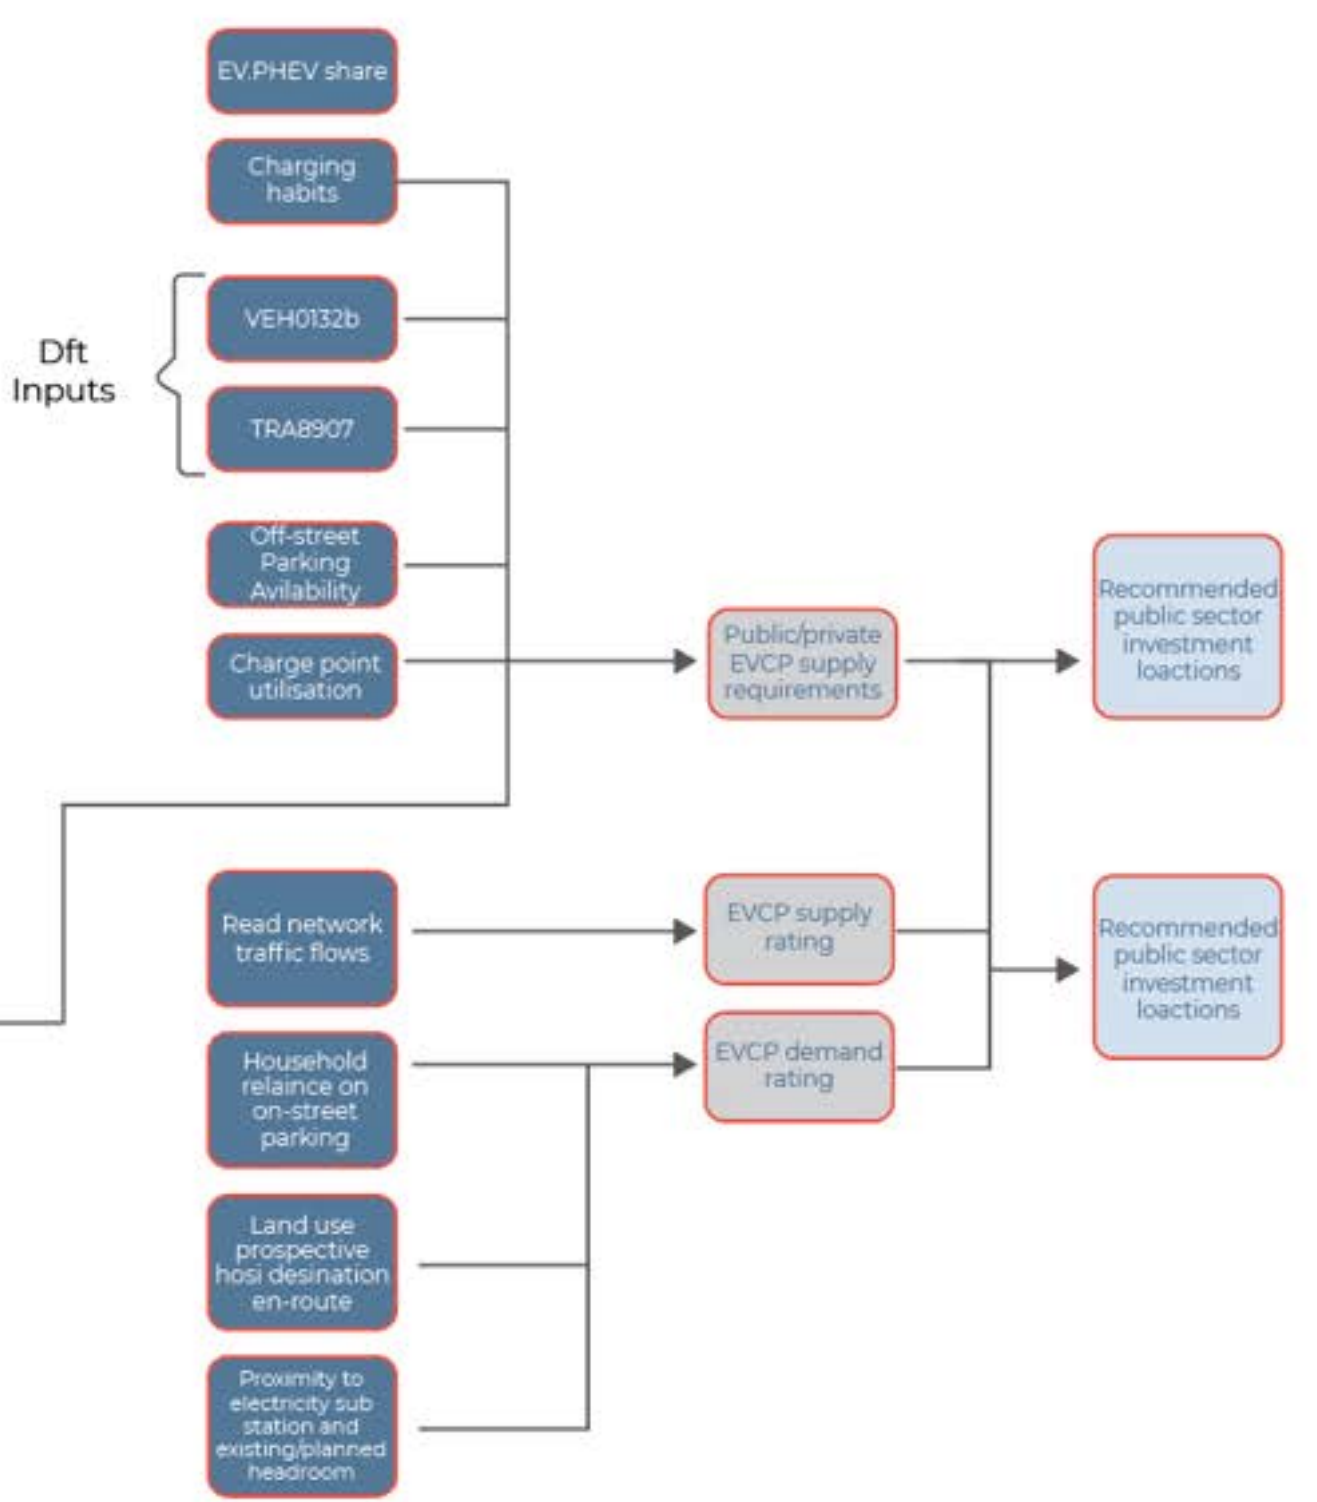 EV.PHEV share
Charging
habits
Dft
Inputs
VEH0132b
TRA8907
Off-street
Parking
Avilability
Charge point
utilisation
Public/private
EVCP supply
requirements
Recommended
public sector
investment
loactions
Read network
traffic flows
EVCP supply
rating
Recommended
public sector
investment
loactions
Household
relaince on
on-street
parking
EVCP demand
rating
Land use
prospective
hosi desination
en-route
Proximity to
electricity sub
station and
existing/planned
headroom